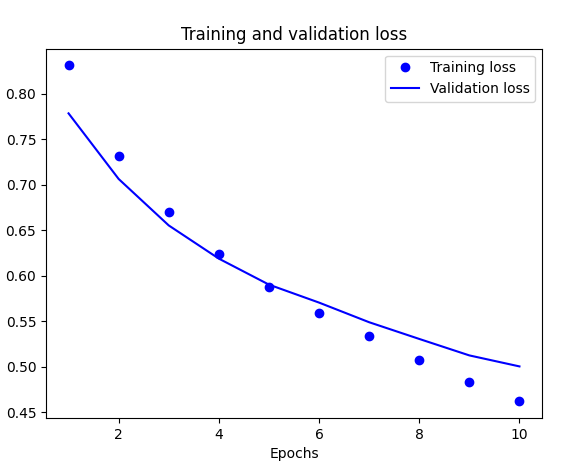 Training and validation loss
Training loss
Validation loss
0.80
0.75
0.70
0.65
0.60
0.55
0.50
0.45
2 4 6 8 10
Epochs